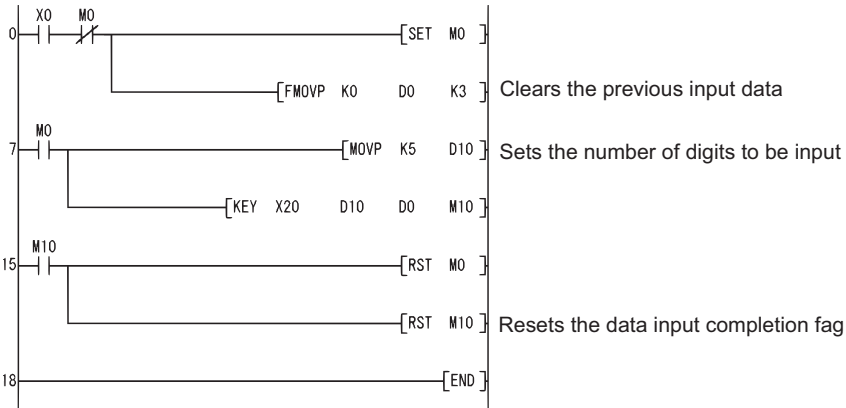 X0 M0
0 [SET M0]
[FMOVP K0 D0 K3] Clears the previous input data
M0
7 [MOVP K5 D10] Sets the number of digits to be input
[KEY X20 D10 D0 M10]
M10
15 [RST M0]
[RST M10] Resets the data input completion fag
18 [END]